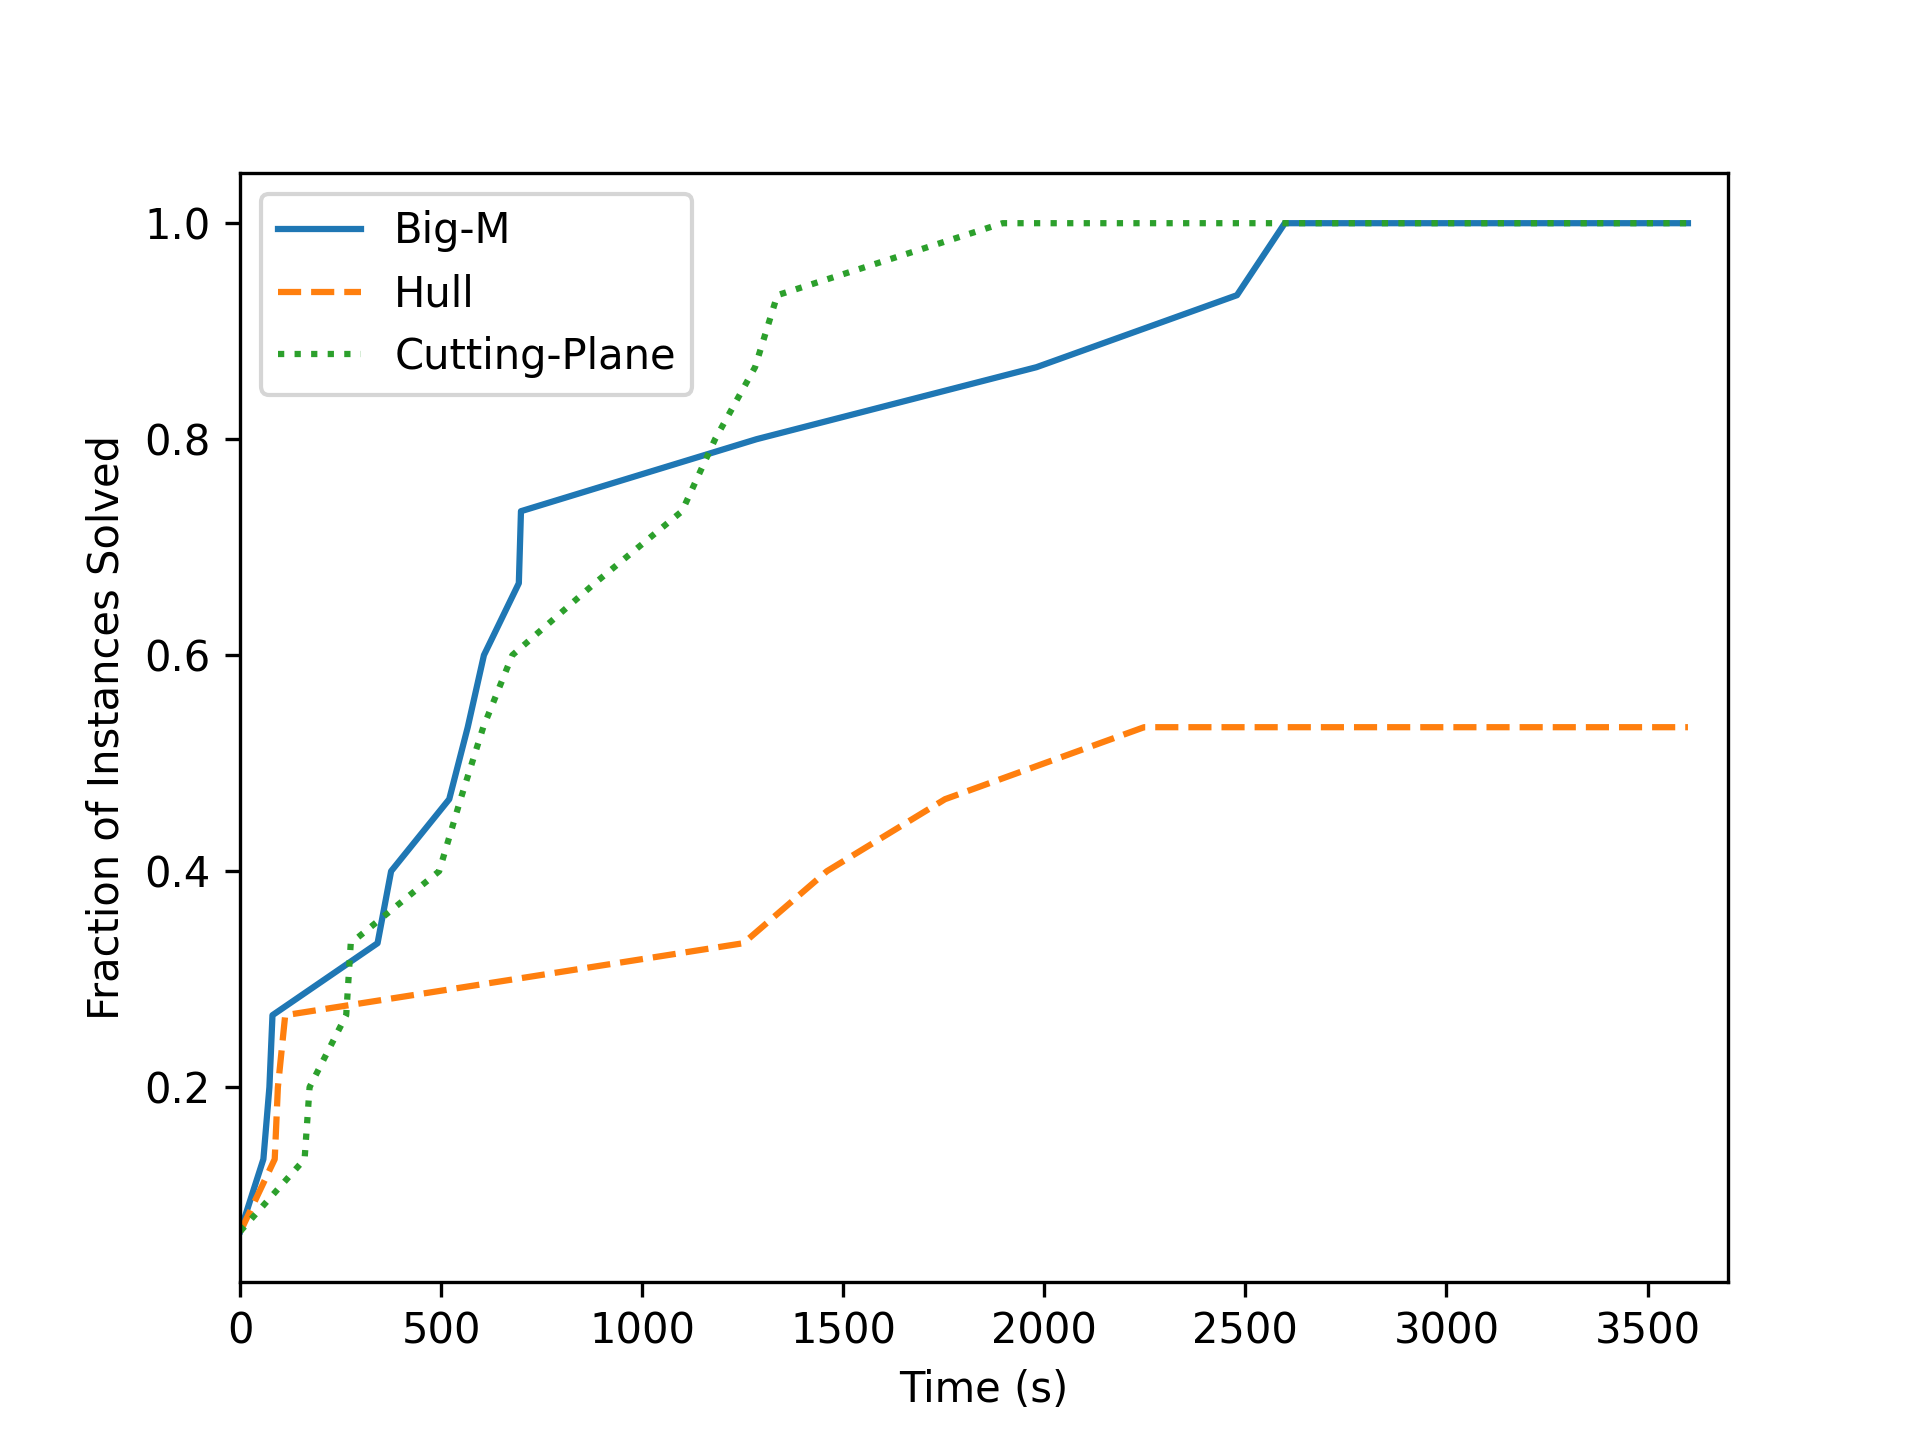 Big-M
Hull
Cutting-Plane
1.0
0.8
0.6
0.4
0.2
Fraction of Instances Solved
0 500 1000 1500 2000 2500 3000 3500
Time (s)